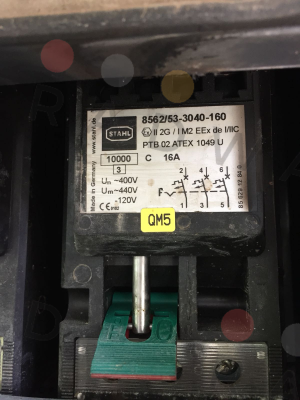 8562/53-3040-160
II 2G / I M2 EEx de I/IIC
PTB 02 ATEX 1049 U
www.stahl.de
STAHL
Made in Germany
10000
3
C 16A
Un ~400V
Um ~440V
-120V
CE
2 4 6
1 3 5
QM5